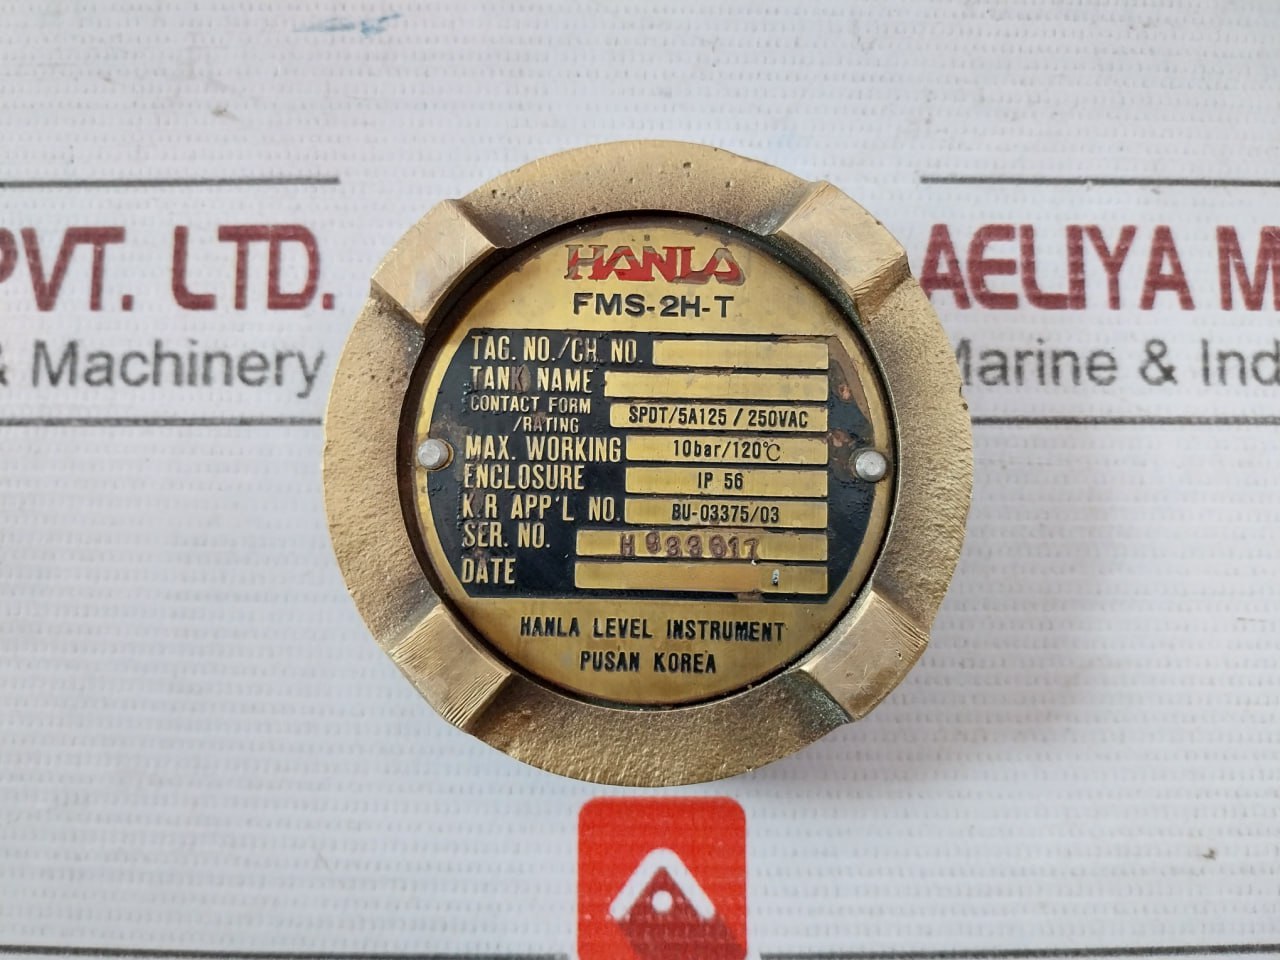 PVT. LTD.
& Machinery
AELIYA M
Marine & Ind
HANLA
FMS-2H-T
TAG. NO./CH. NO.
TANK NAME
CONTACT FORM
/RATING
SPDT/5A125/250VAC
MAX. WORKING 10bar/120℃
ENCLOSURE IP 56
K.R APP'L NO. BU-03375/03
SER. NO. H933617
DATE
HANLA LEVEL INSTRUMENT
PUSAN KOREA